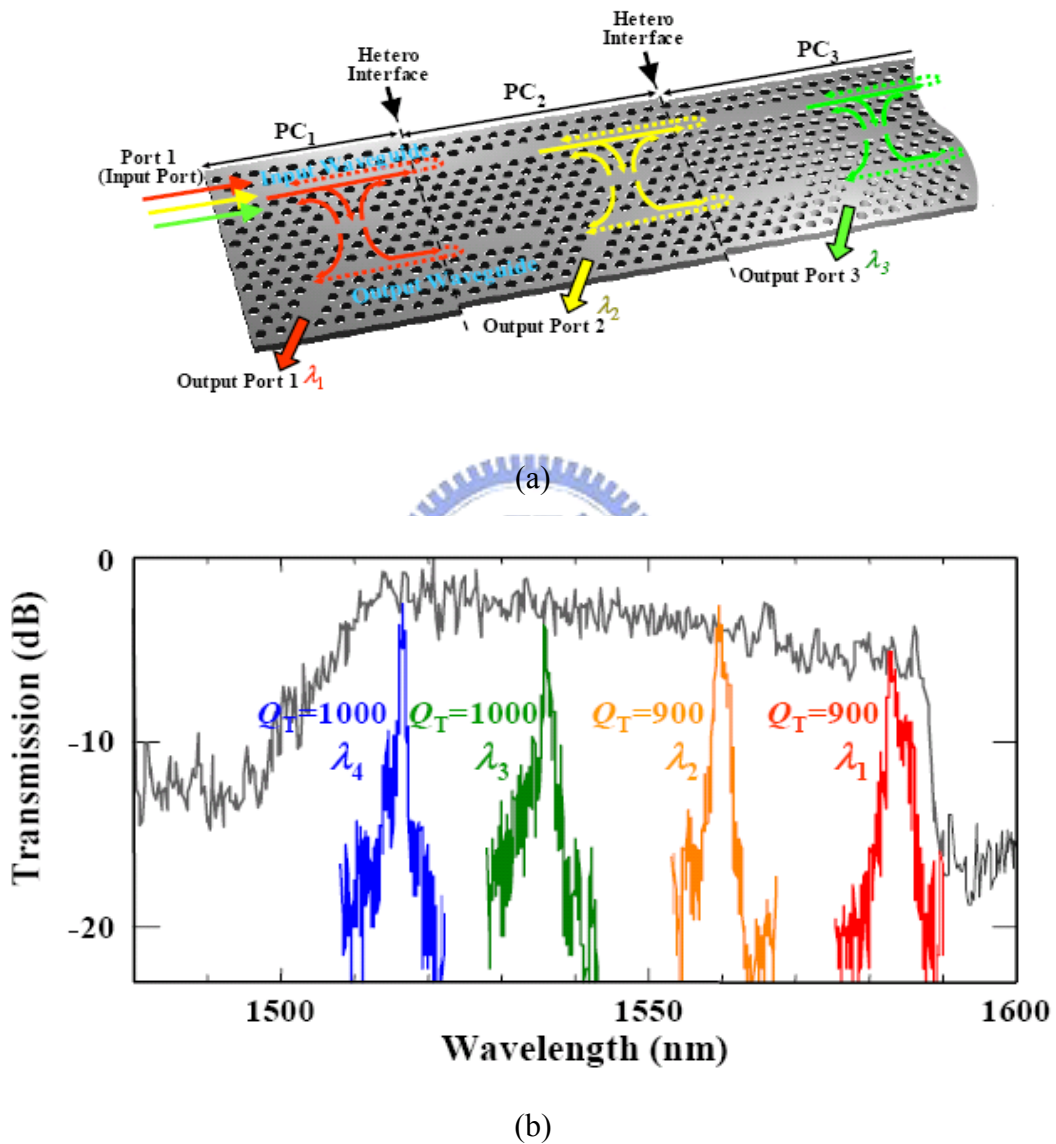 Hetero
Interface
Hetero
Interface
PC3
PC2
PC1
Port 1
(Input Port)
Input Waveguide
Output Waveguide
λ3
Output Port 3
λ2
Output Port 2
Output Port 1 λ1
(a)
0
-10
-20
Transmission (dB)
QT=1000
QT=1000
QT=900
QT=900
λ4
λ3
λ2
λ1
1500
1550
1600
Wavelength (nm)
(b)